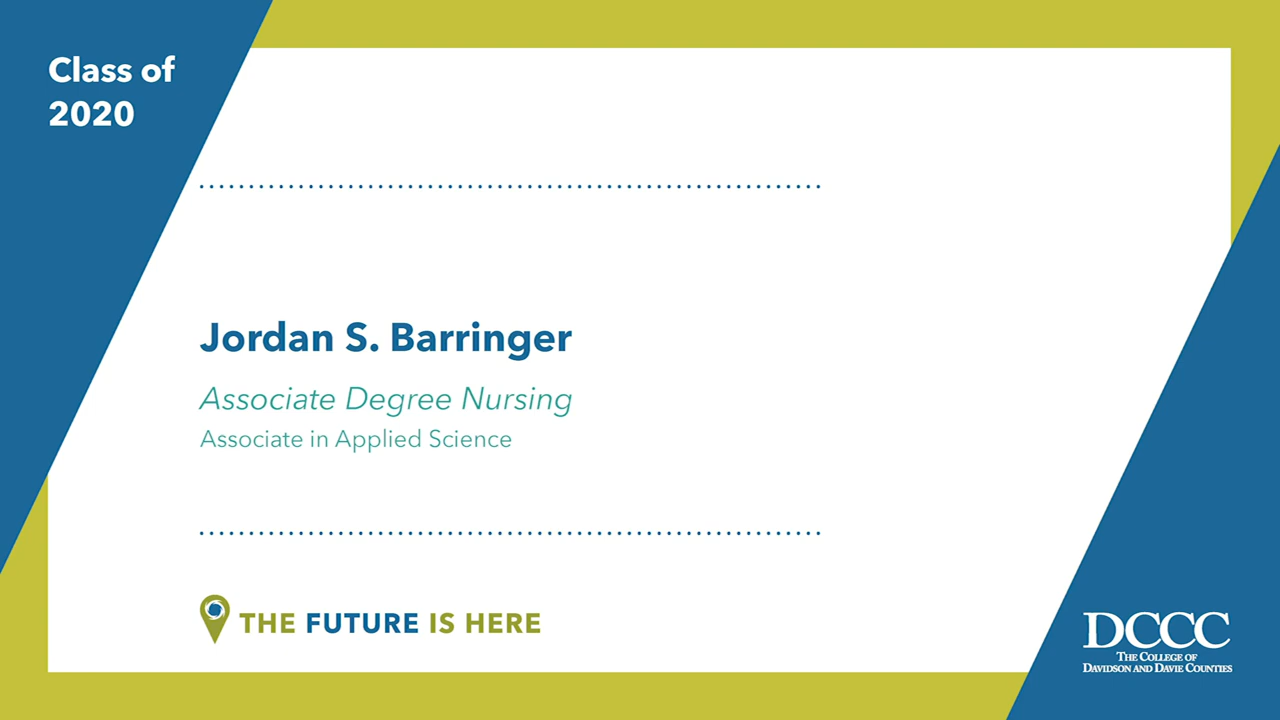 Class of
2020
Jordan S. Barringer
Associate Degree Nursing
Associate in Applied Science
THE FUTURE IS HERE
DCCC
THE COLLEGE OF
DAVIDSON AND DAVIE COUNTIES